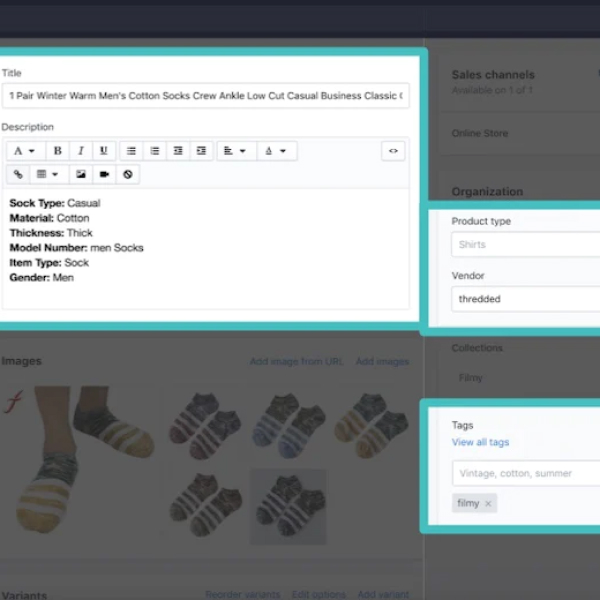 Title
1 Pair Winter Warm Men's Cotton Socks Crew Ankle Low Cut Casual Business Classic
Description
A B I U A <>
Sock Type: Casual
Material: Cotton
Thickness: Thick
Model Number: men Socks
Item Type: Sock
Gender: Men
Images Add image from URL Add images
f
Variants Reorder variants Edit options Add variant
Sales channels
Available on 1 of 1
Online Store
Organization
Product type
Shirts
Vendor
thredded
Collections
Filmy
Tags
View all tags
Vintage, cotton, summer
filmy ×